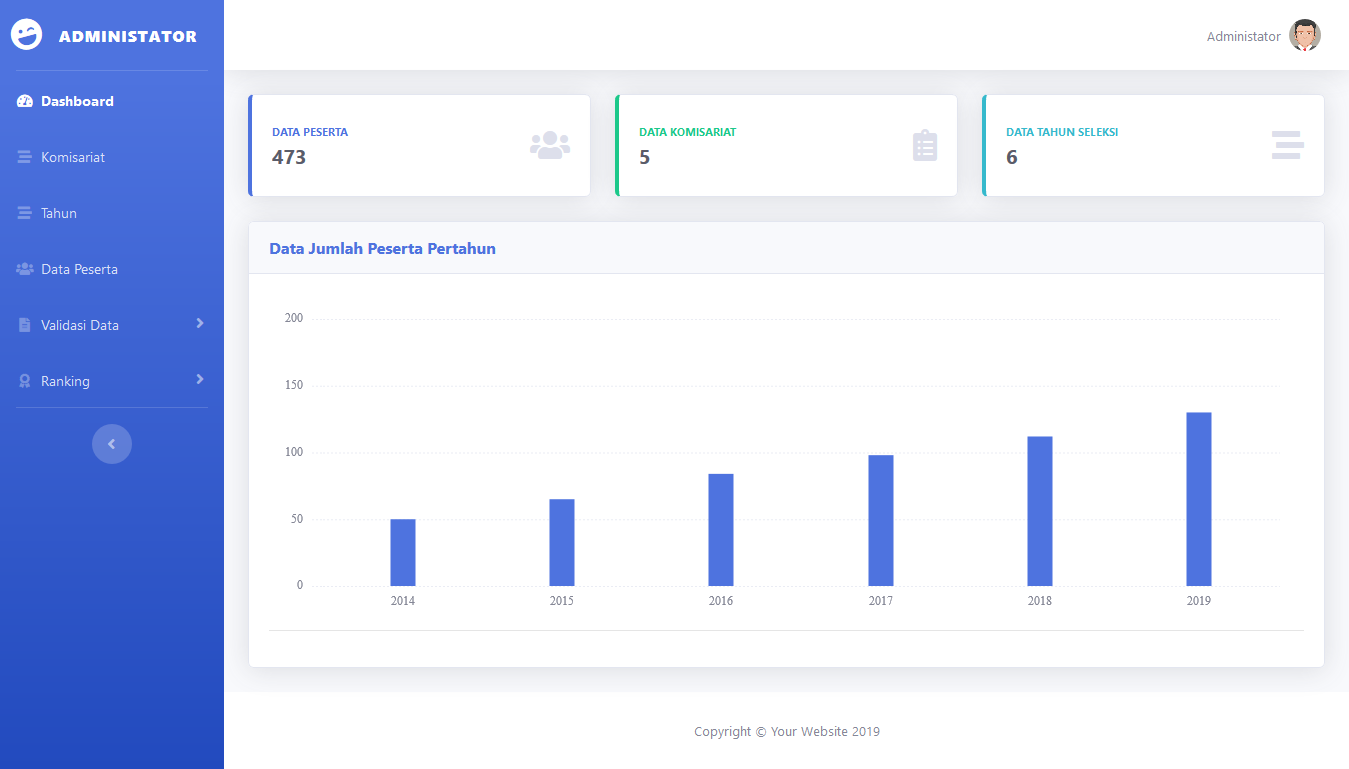 ADMINISTATOR
Administator
Dashboard
Komisariat
Tahun
Data Peserta
Validasi Data
Ranking
DATA PESERTA
473
DATA KOMISARIAT
5
DATA TAHUN SELEKSI
6
Data Jumlah Peserta Pertahun
200
150
100
50
0
2014 2015 2016 2017 2018 2019
Copyright © Your Website 2019